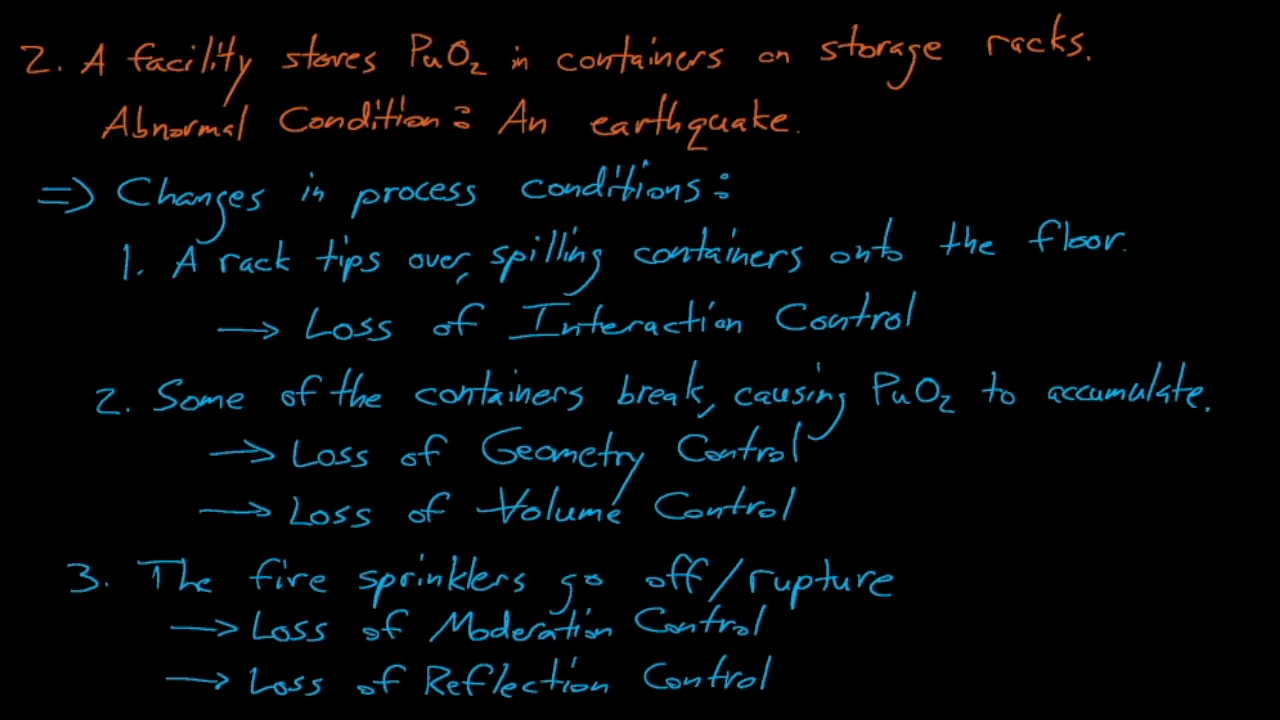 2. A facility stores PuO2 in containers on storage racks.
Abnormal Condition: An earthquake.
=> Changes in process conditions:
1. A rack tips over, spilling containers onto the floor.
→ Loss of Interaction Control
2. Some of the containers break, causing PuO2 to accumulate.
→ Loss of Geometry Control
→ Loss of Volume Control
3. The fire sprinklers go off/rupture
→ Loss of Moderation Control
→ Loss of Reflection Control